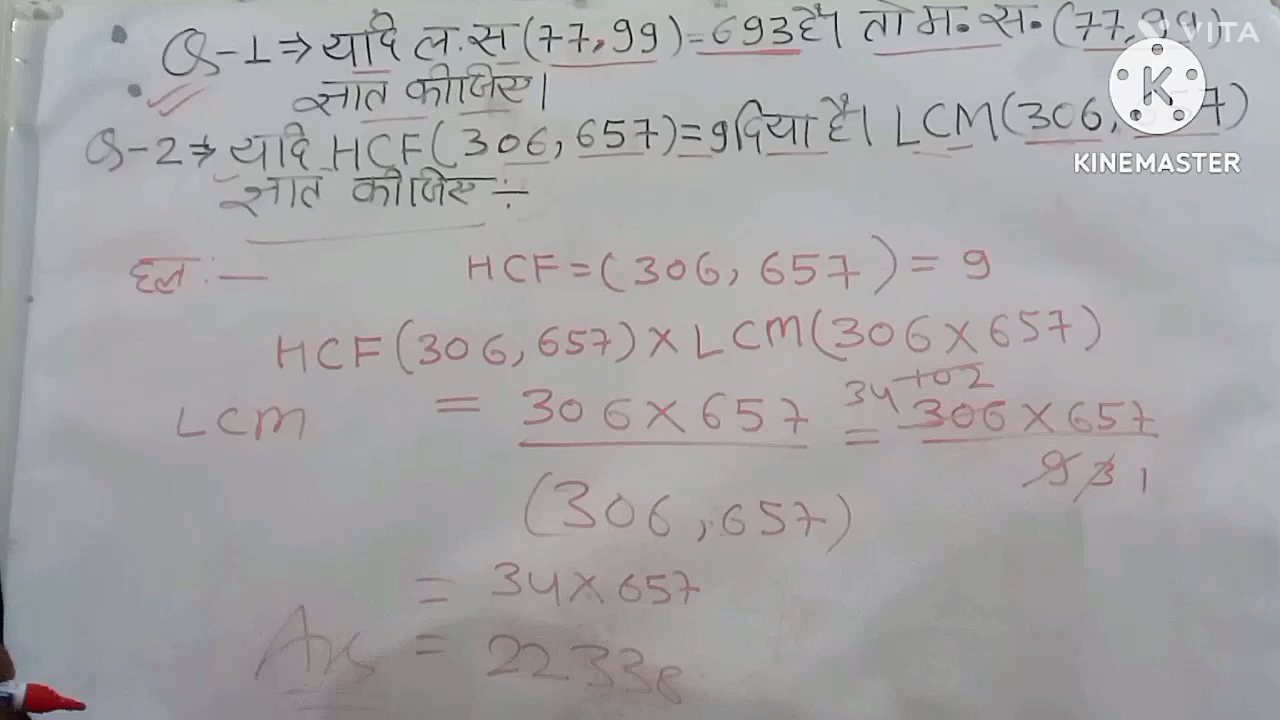 Q-1⇒ यदि ल.स (77,99)=693 है। तो म. स. (77,99)
ज्ञात कीजिए।
Q-2⇒ यदि HCF(306,657)=9 दिया है। LCM(306, 7)
ज्ञात कीजिए ÷
हल :— HCF=(306,657)=9
HCF(306,657)×LCM(306×657)
LCM = 306×657 = 306×657
34 102
(306,657) 9 3 1
= 34×657
Ans = 22338
VITA
K
KINEMASTER